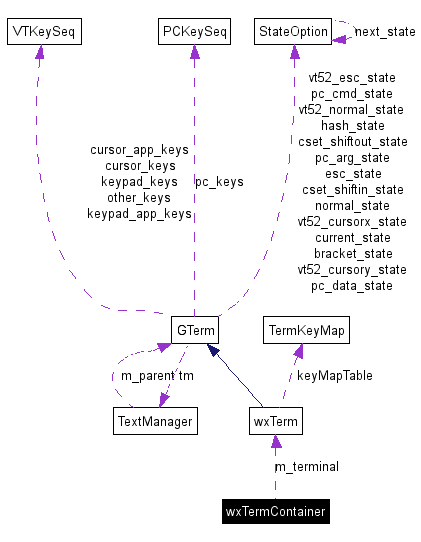 VTKeySeq
PCKeySeq
StateOption
next_state
vt52_esc_state
pc_cmd_state
vt52_normal_state
hash_state
cset_shiftout_state
pc_arg_state
esc_state
cset_shiftin_state
normal_state
vt52_cursorx_state
current_state
bracket_state
vt52_cursory_state
pc_data_state
cursor_app_keys
cursor_keys
keypad_keys
other_keys
keypad_app_keys
pc_keys
GTerm
TermKeyMap
m_parent
tm
keyMapTable
TextManager
wxTerm
m_terminal
wxTermContainer